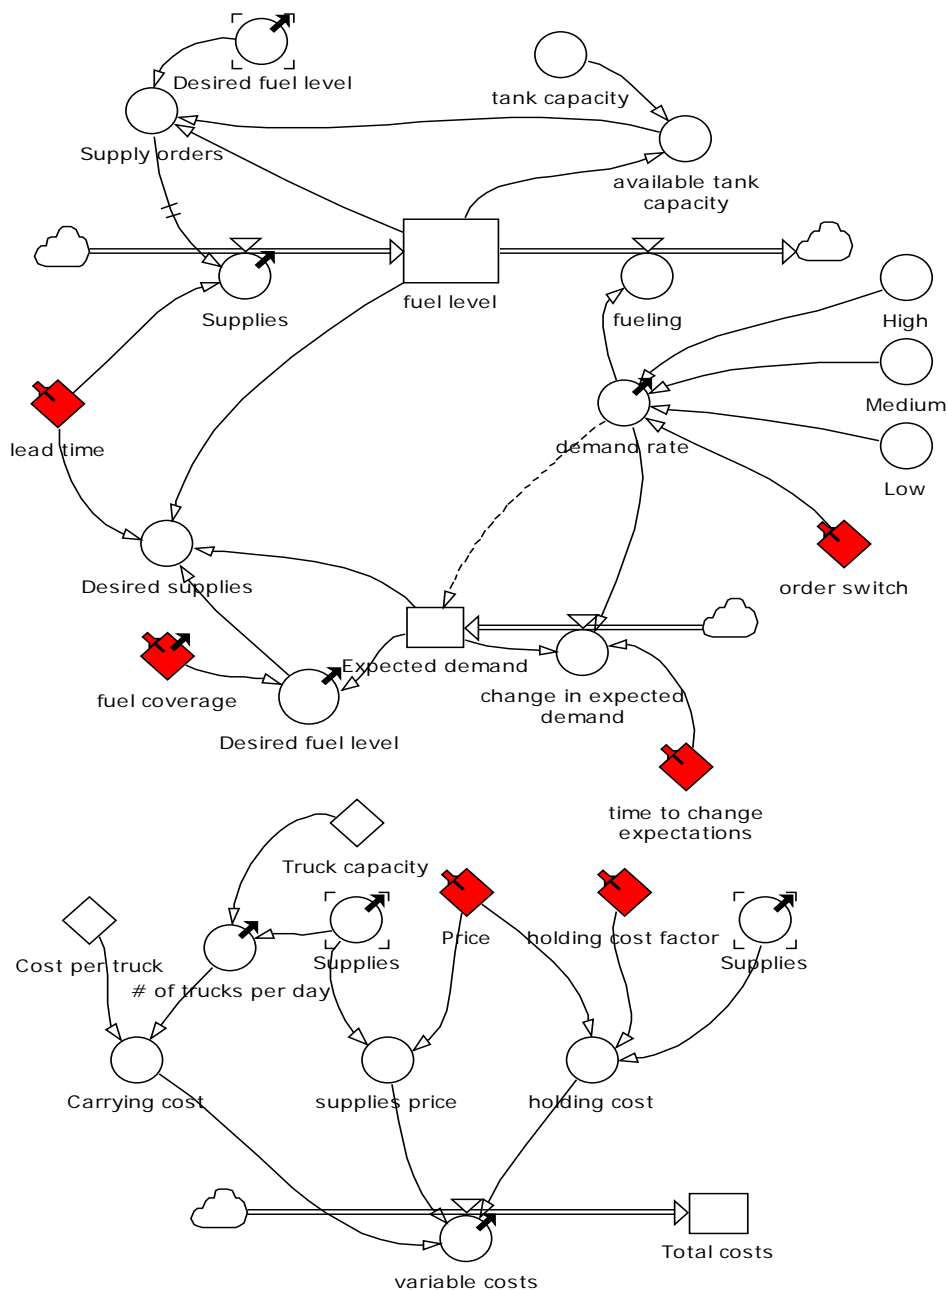 Desired fuel level
tank capacity
Supply orders
available tank
capacity
fuel level
Supplies
fueling
High
Medium
lead time
demand rate
Low
Desired supplies
order switch
Expected demand
change in expected
demand
fuel coverage
Desired fuel level
time to change
expectations
Truck capacity
Price
holding cost factor
Cost per truck
Supplies
Supplies
# of trucks per day
Carrying cost
supplies price
holding cost
Total costs
variable costs